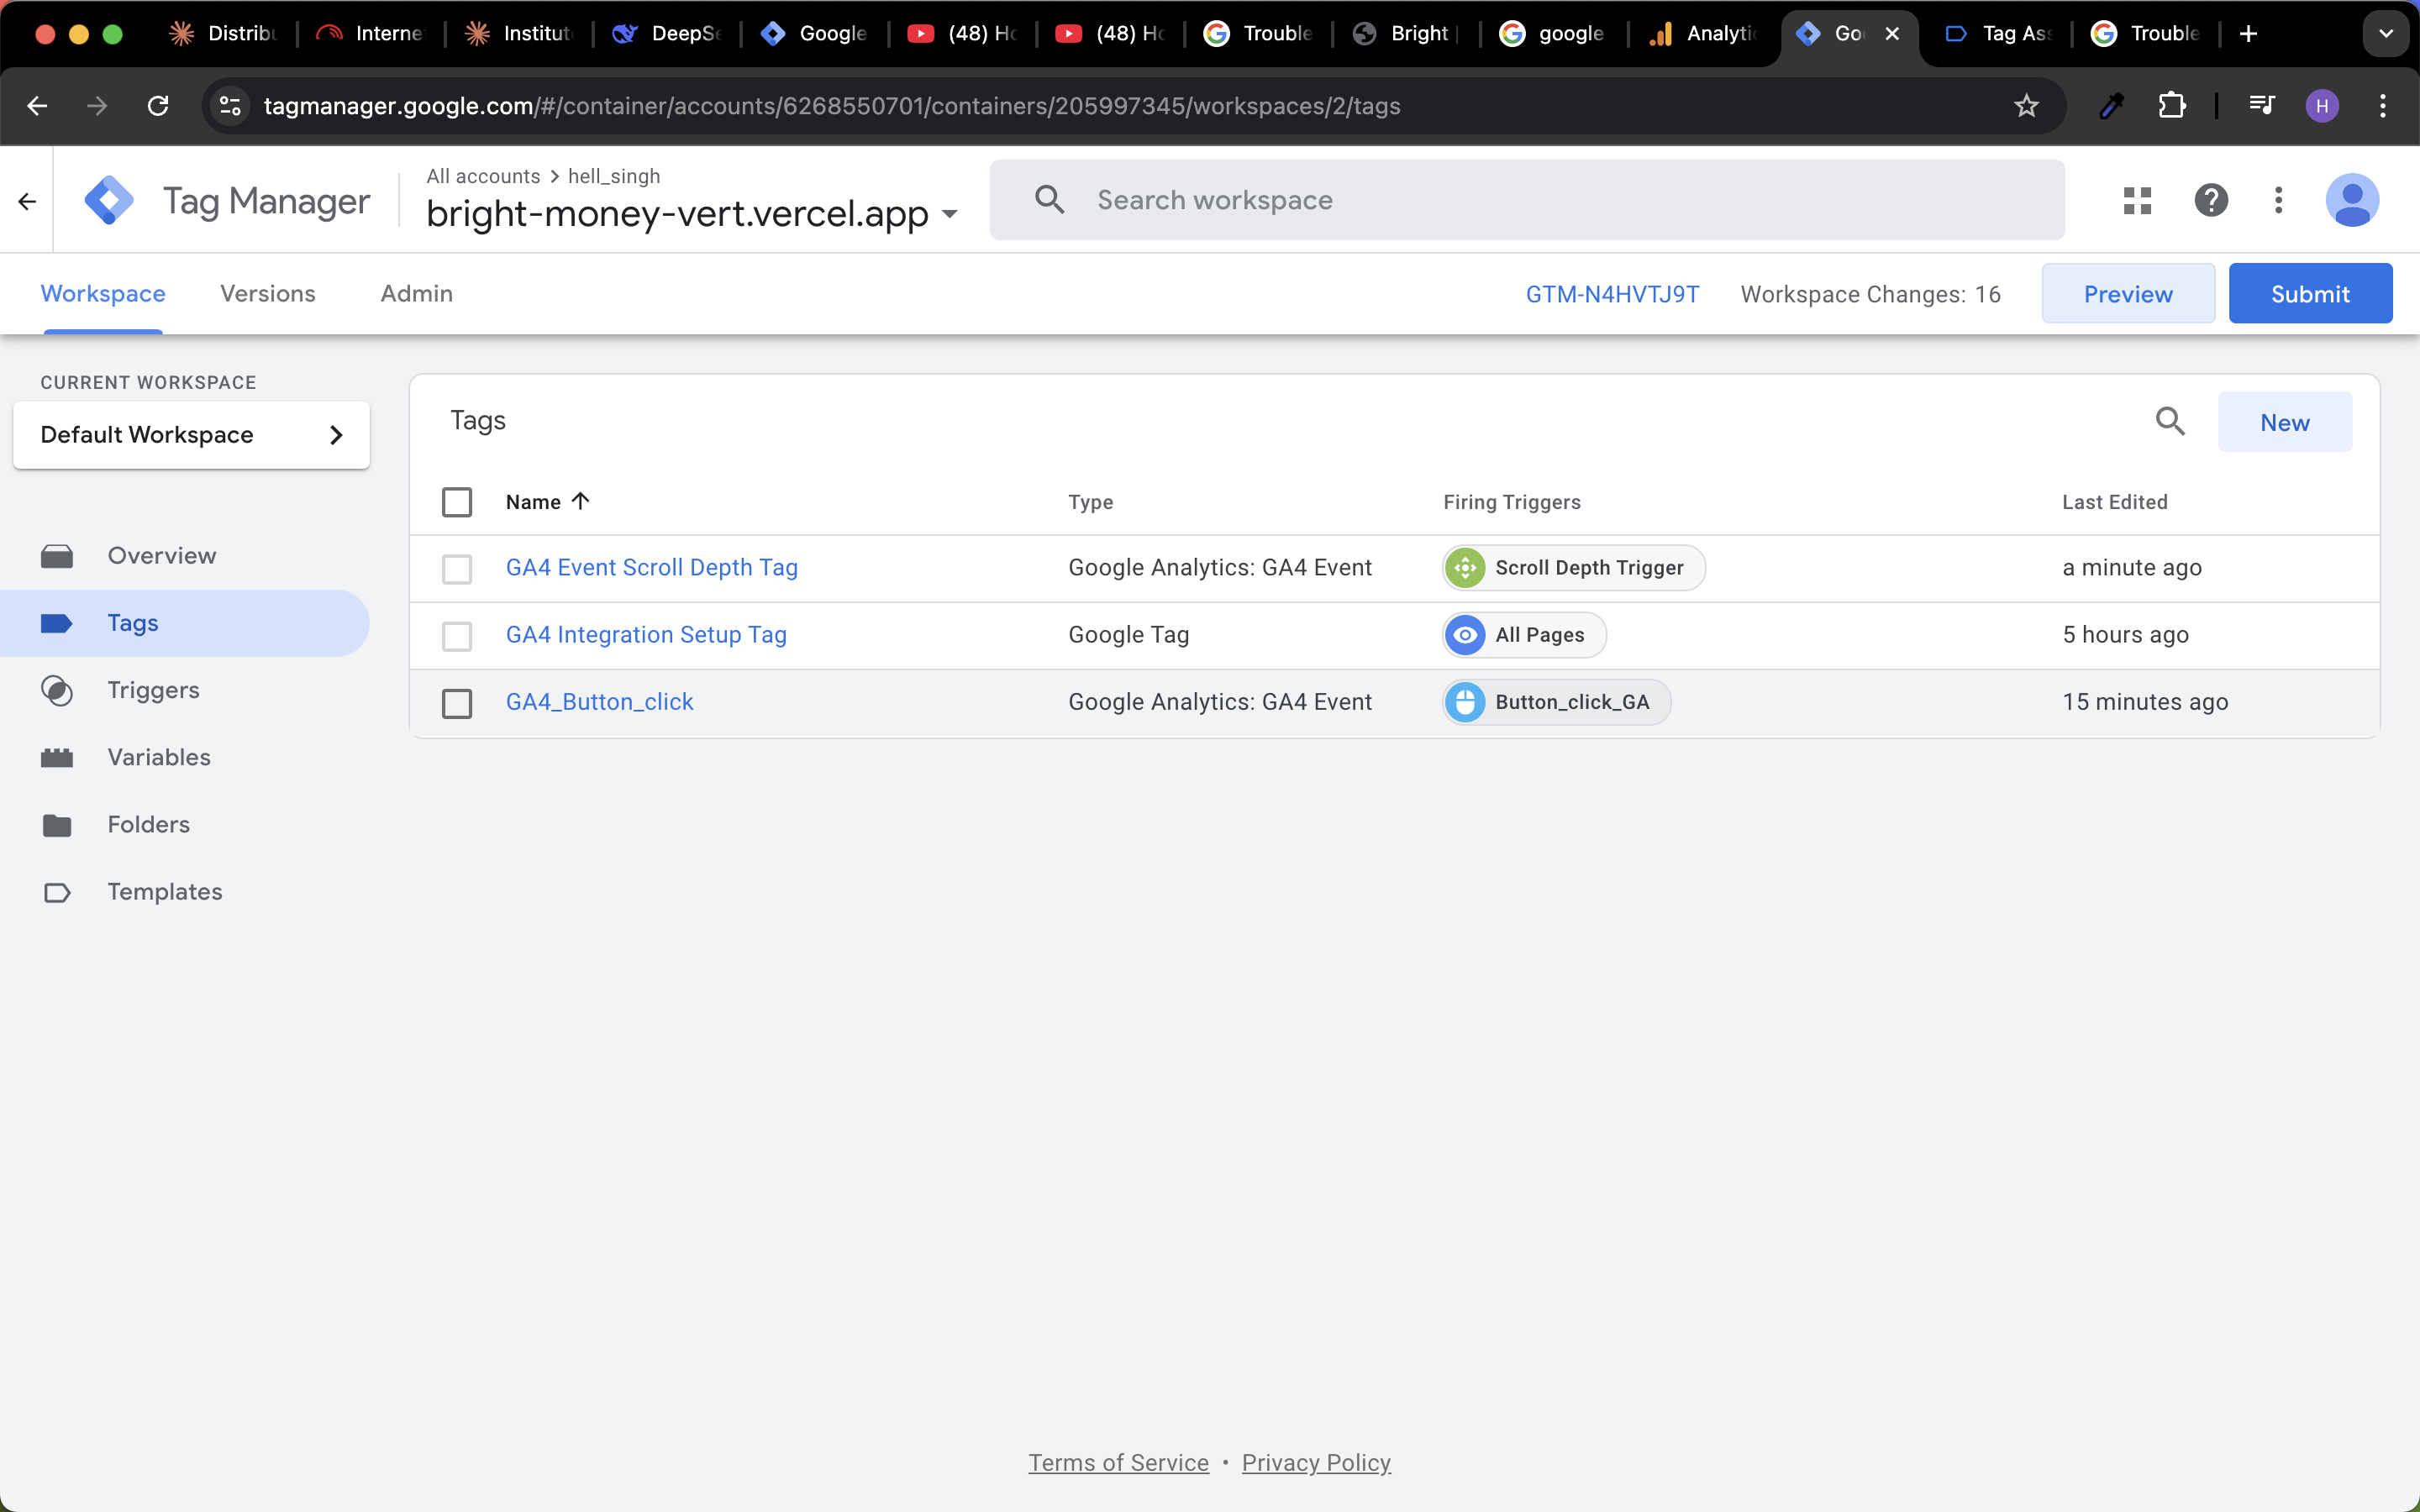 Distribu
Interne
Institut
DeepSe
Google
(48) Ho
(48) Ho
Trouble
Bright |
google
Analytic
Goo
Tag Ass
Trouble
tagmanager.google.com/#/container/accounts/6268550701/containers/205997345/workspaces/2/tags
H
Tag Manager
All accounts > hell_singh
bright-money-vert.vercel.app
Search workspace
Workspace
Versions
Admin
GTM-N4HVTJ9T
Workspace Changes: 16
Preview
Submit
CURRENT WORKSPACE
Default Workspace
Overview
Tags
Triggers
Variables
Folders
Templates
Tags
New
Name Type Firing Triggers Last Edited
GA4 Event Scroll Depth Tag Google Analytics: GA4 Event Scroll Depth Trigger a minute ago
GA4 Integration Setup Tag Google Tag All Pages 5 hours ago
GA4_Button_click Google Analytics: GA4 Event Button_click_GA 15 minutes ago
Terms of Service • Privacy Policy